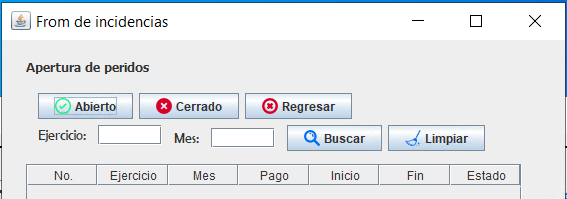 From de incidencias
Apertura de peridos
Abierto Cerrado Regresar
Ejercicio: Mes: Buscar Limpiar
No. Ejercicio Mes Pago Inicio Fin Estado